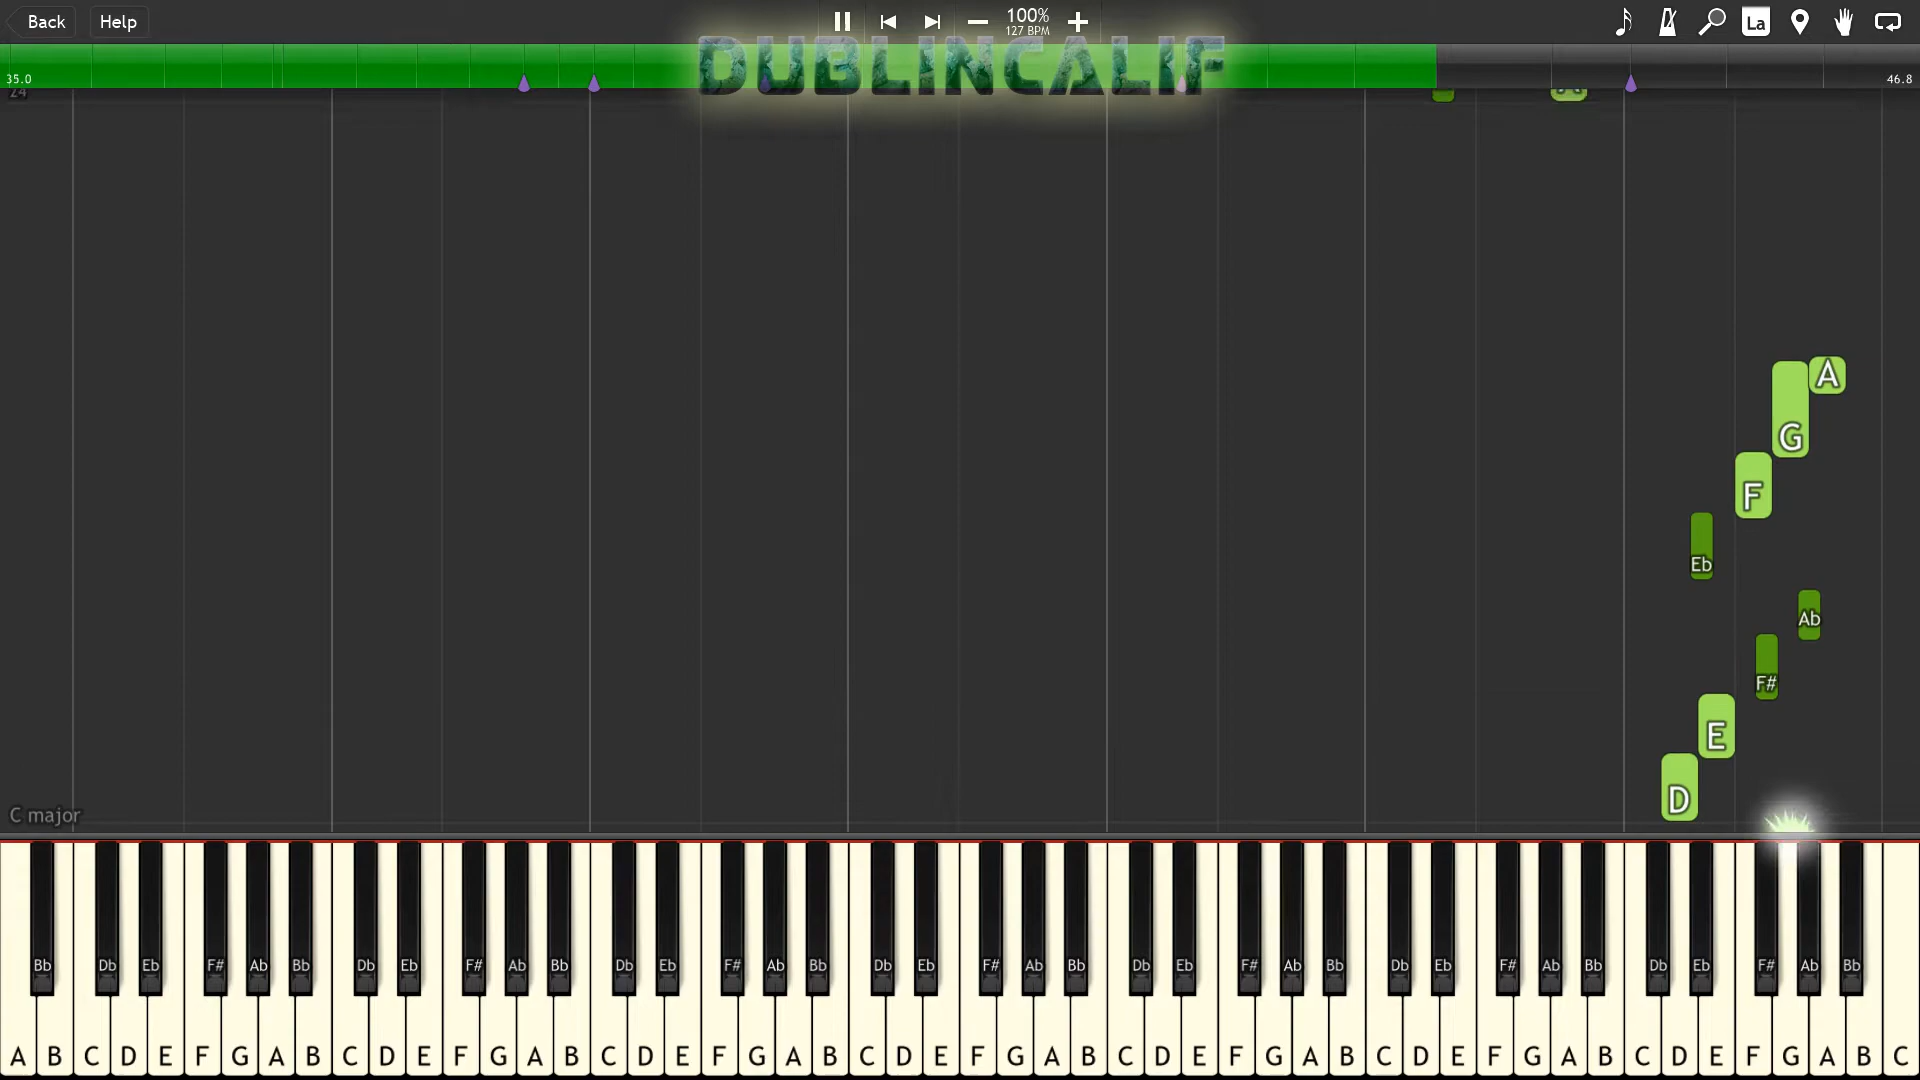 Back Help 100%
127 BPM
La
DUBLINCALIF
35.0 46.8
24
A
G
F
Eb
Ab
F#
E
D
C major
Bb Db Eb F# Ab Bb Db Eb F# Ab Bb Db Eb F# Ab Bb Db Eb F# Ab Bb Db Eb F# Ab Bb Db Eb F# Ab Bb Db Eb F# Ab Bb
A B C D E F G A B C D E F G A B C D E F G A B C D E F G A B C D E F G A B C D E F G A B C D E F G A B C